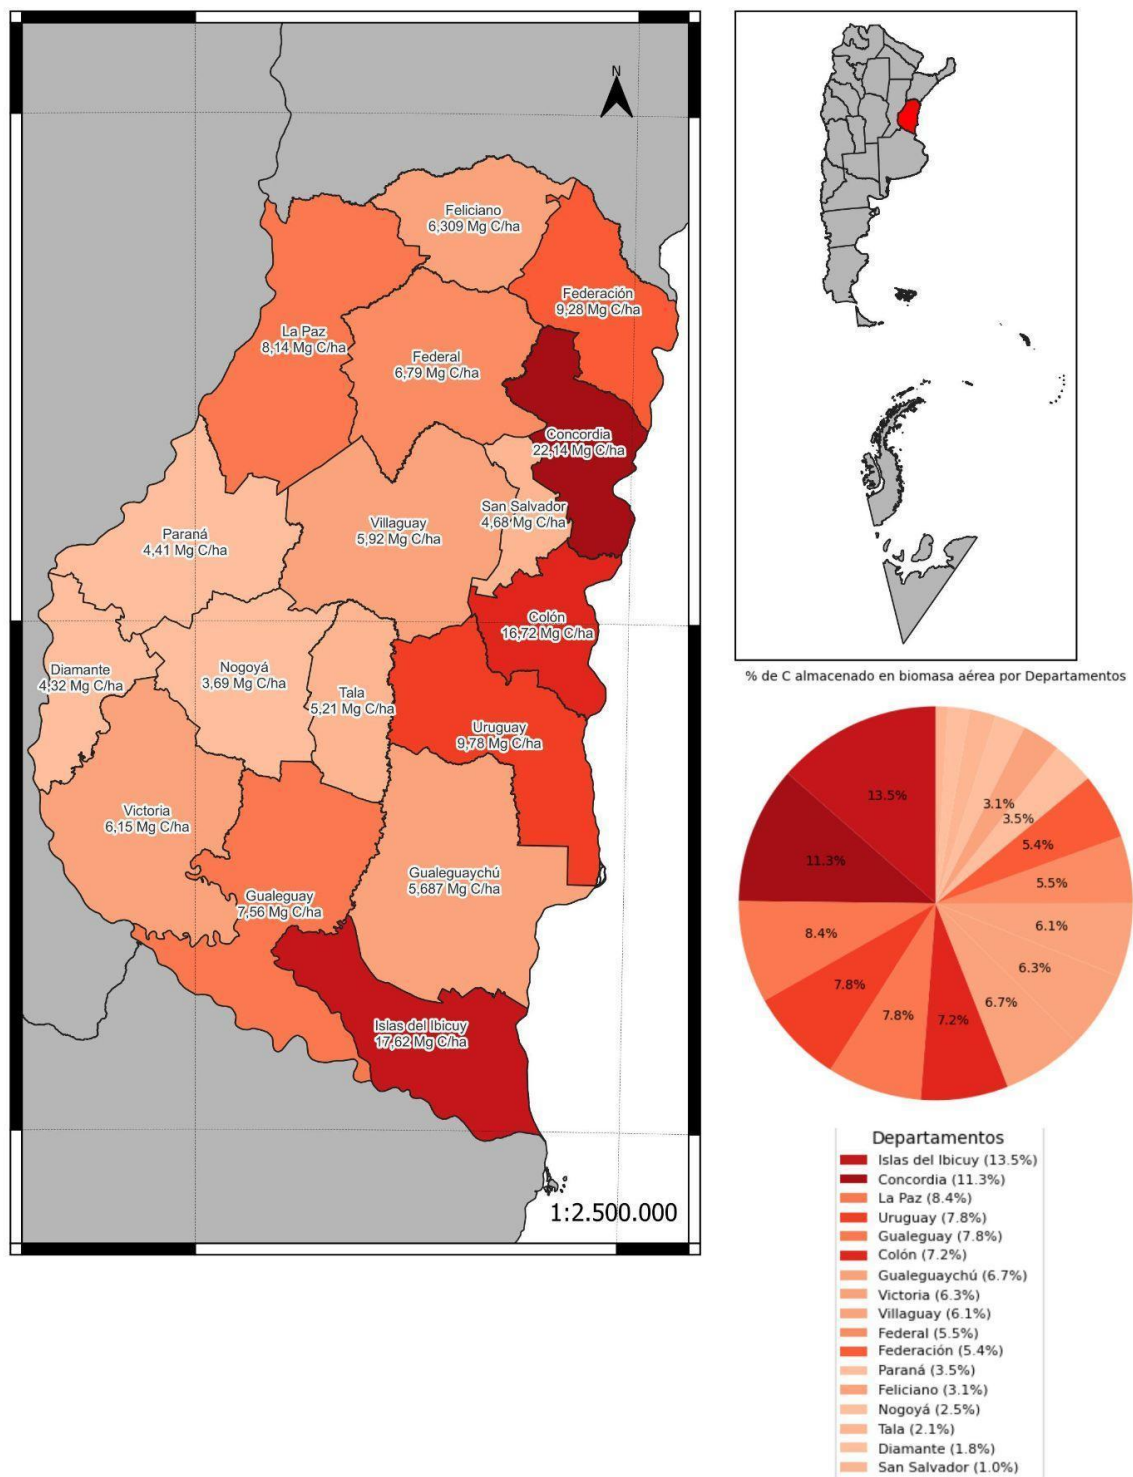 N
Feliciano
6,309 Mg C/ha
Federación
9,28 Mg C/ha
La Paz
8,14 Mg C/ha
Federal
6,79 Mg C/ha
Concordia
22,14 Mg C/ha
San Salvador
4,68 Mg C/ha
Villaguay
5,92 Mg C/ha
Paraná
4,41 Mg C/ha
Colón
16,72 Mg C/ha
Diamante
4,32 Mg C/ha
Nogoyá
3,69 Mg C/ha
Tala
5,21 Mg C/ha
Uruguay
9,78 Mg C/ha
Victoria
6,15 Mg C/ha
Gualeguaychú
5,687 Mg C/ha
Gualeguay
7,56 Mg C/ha
Islas del Ibicuy
17,62 Mg C/ha
1:2.500.000
% de C almacenado en biomasa aérea por Departamentos
13.5%
11.3%
8.4%
7.8%
7.8%
7.2%
6.7%
6.3%
6.1%
5.5%
5.4%
3.5%
3.1%
Departamentos
Islas del Ibicuy (13.5%)
Concordia (11.3%)
La Paz (8.4%)
Uruguay (7.8%)
Gualeguay (7.8%)
Colón (7.2%)
Gualeguaychú (6.7%)
Victoria (6.3%)
Villaguay (6.1%)
Federal (5.5%)
Federación (5.4%)
Paraná (3.5%)
Feliciano (3.1%)
Nogoyá (2.5%)
Tala (2.1%)
Diamante (1.8%)
San Salvador (1.0%)